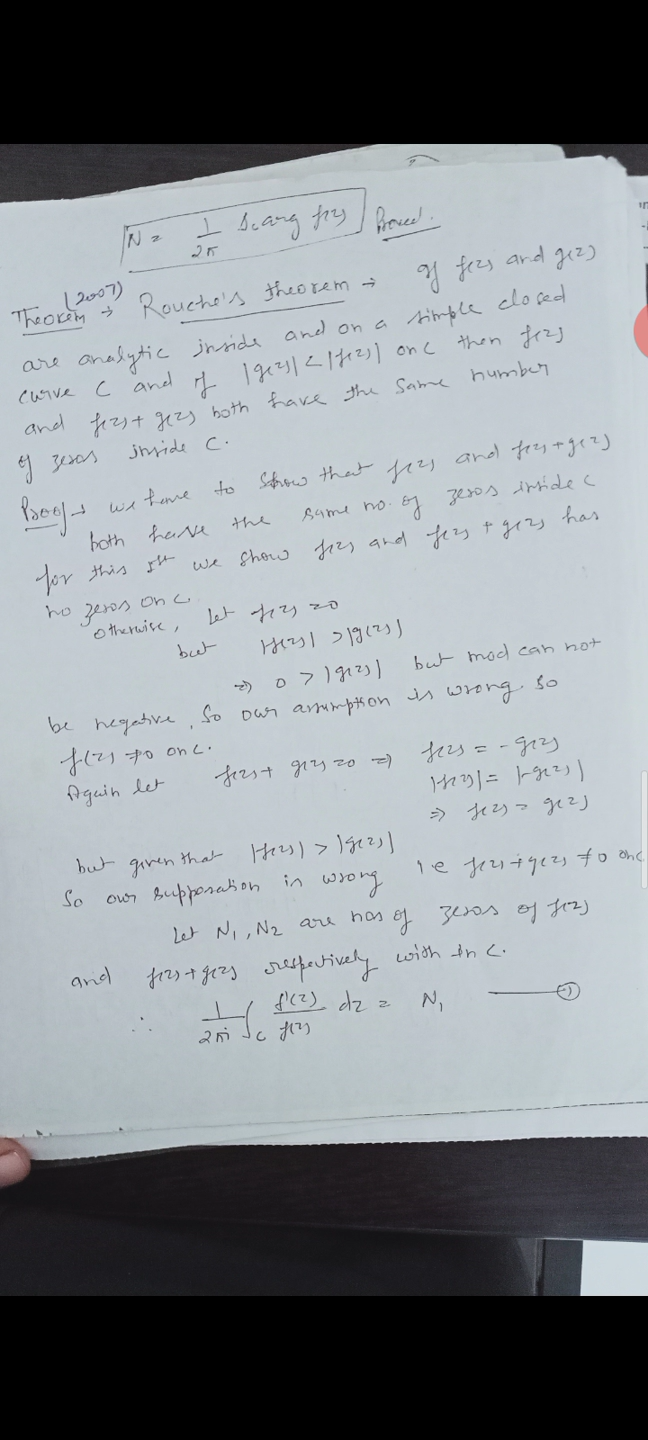 N = 1/2π δc arg f(z) Proved.
(2007)
Theorem → Rouche's theorem → If f(z) and g(z)
are analytic inside and on a simple closed
curve C and if |g(z)| < |f(z)| on C then f(z)
and f(z) + g(z) both have the same number
of zeros inside C.
Proof → we have to show that f(z) and f(z) + g(z)
both have the same no. of zeros inside C
for this Ist we show f(z) and f(z) + g(z) has
no zeros on C.
otherwise, Let f(z) = 0
but |f(z)| > |g(z)|
⇒ 0 > |g(z)| but mod can not
be negative, so our assumption is wrong. so
f(z) ≠ 0 on C.
Again let f(z) + g(z) = 0 ⇒ f(z) = - g(z)
|f(z)| = |-g(z)|
⇒ f(z) = g(z)
but given that |f(z)| > |g(z)|
So our supposation is wrong i.e f(z) + g(z) ≠ 0 on C
Let N₁, N₂ are nos of zeros of f(z)
and f(z) + g(z) respectively with in C.
∴ 1/2πi ∫c f'(z)/f(z) dz = N₁ —①